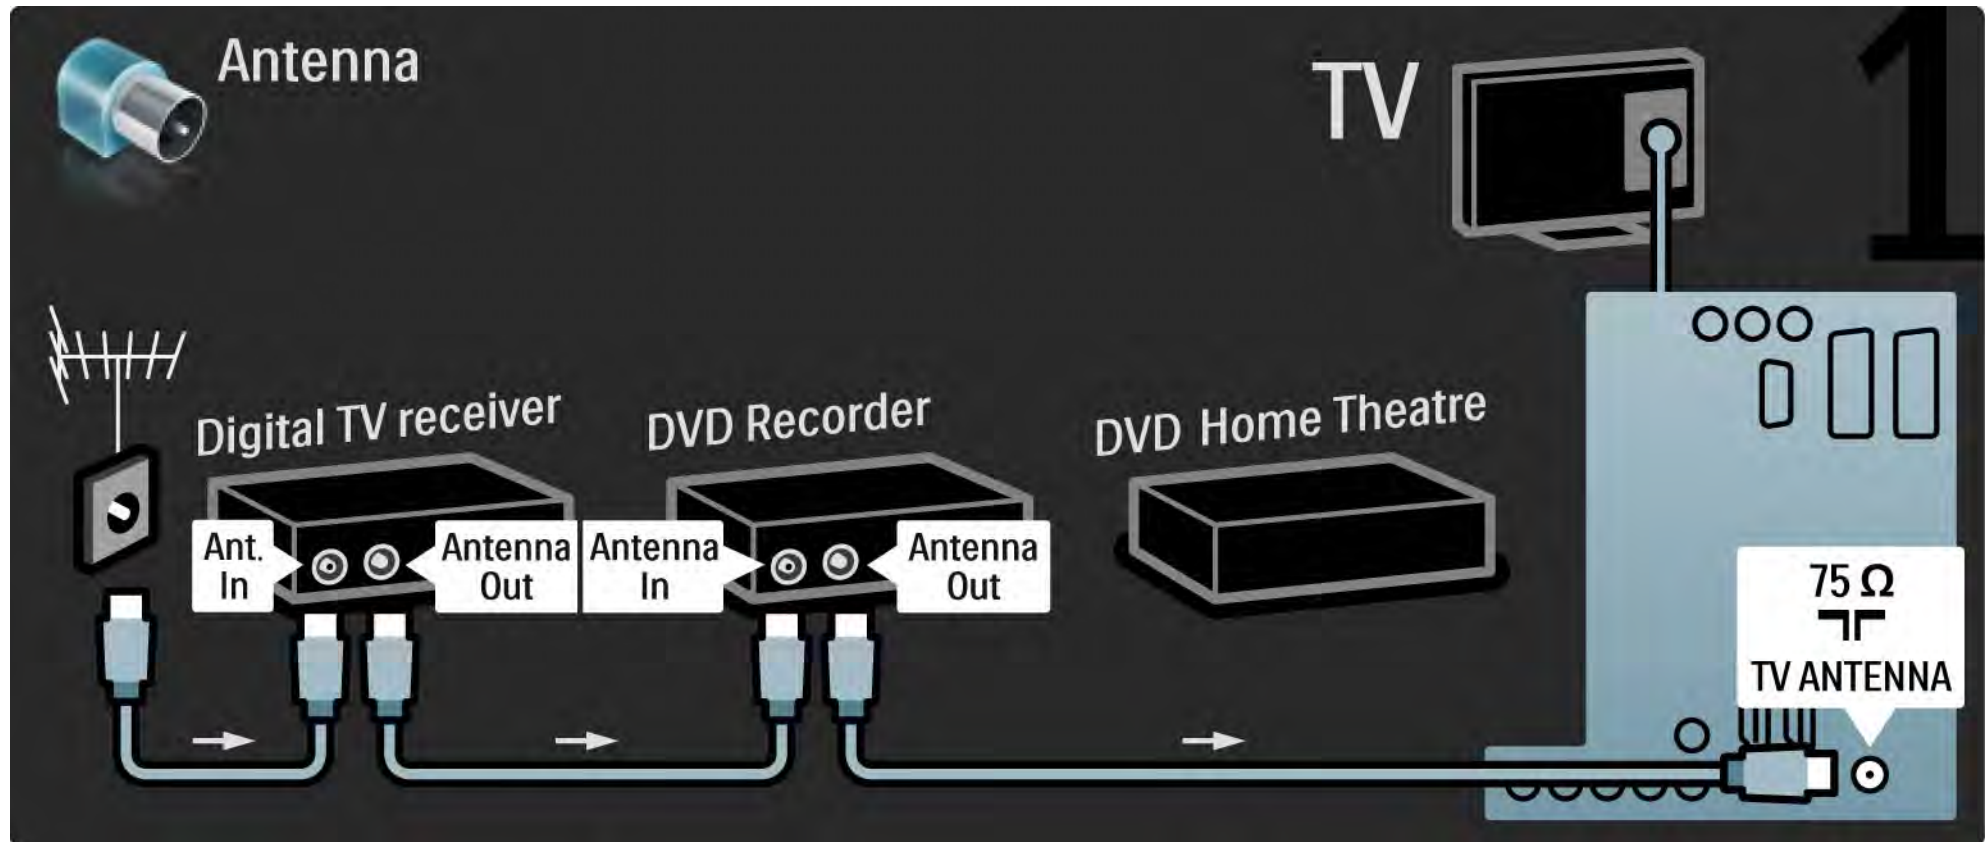 Antenna
TV
1
Digital TV receiver
DVD Recorder
DVD Home Theatre
Ant.
In
Antenna
Out
Antenna
In
Antenna
Out
75 Ω
TV ANTENNA